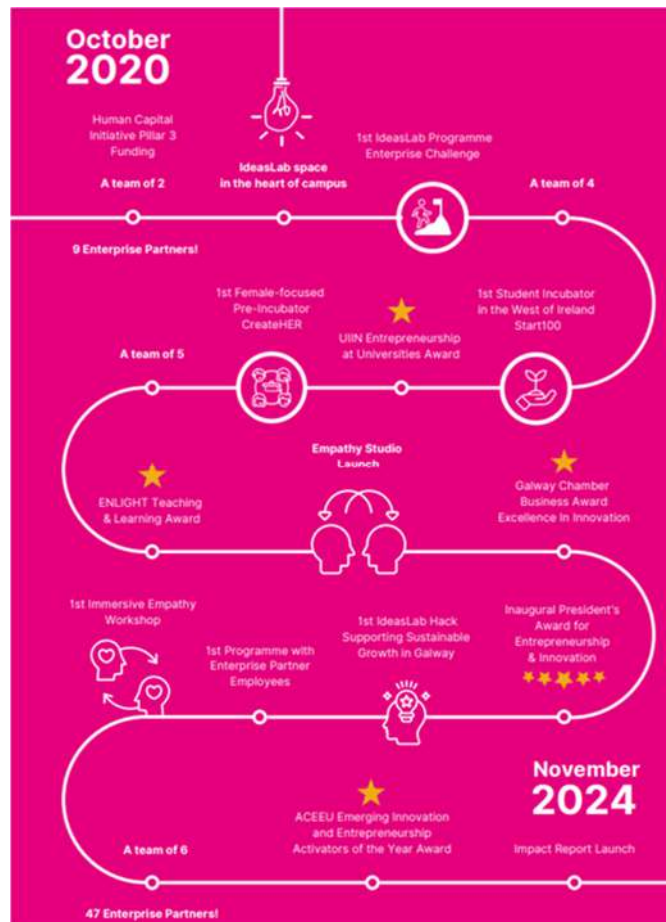 October
2020
Human Capital
Initiative Pillar 3
Funding
A team of 2
IdeasLab space
in the heart of campus
1st IdeasLab Programme
Enterprise Challenge
A team of 4
9 Enterprise Partners!
1st Student Incubator
in the West of Ireland
Start100
UIIN Entrepreneurship
at Universities Award
1st Female-focused
Pre-Incubator
CreateHER
A team of 5
ENLIGHT Teaching
& Learning Award
Empathy Studio
Launch
Galway Chamber
Business Award
Excellence In Innovation
Inaugural President's
Award for
Entrepreneurship
& Innovation
1st IdeasLab Hack
Supporting Sustainable
Growth in Galway
1st Programme with
Enterprise Partner
Employees
1st Immersive Empathy
Workshop
A team of 6
47 Enterprise Partners!
ACEEU Emerging Innovation
and Entrepreneurship
Activators of the Year Award
November
2024
Impact Report Launch